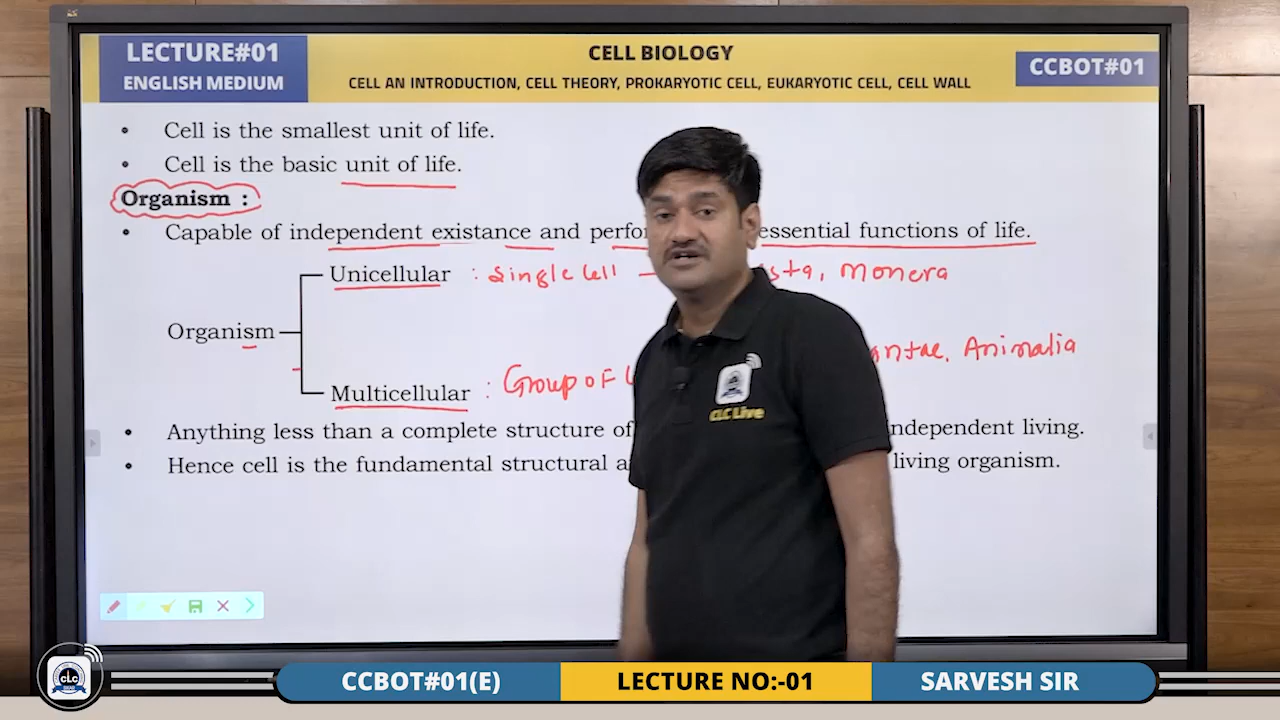 LECTURE#01
ENGLISH MEDIUM
CELL BIOLOGY
CELL AN INTRODUCTION, CELL THEORY, PROKARYOTIC CELL, EUKARYOTIC CELL, CELL WALL
CCBOT#01
• Cell is the smallest unit of life.
• Cell is the basic unit of life.
Organism :
• Capable of independent existance and essential functions of life.
Unicellular : Single Cell — , Monera
Organism
Multicellular : Group of , Animalia
• Anything less than a complete structure of independent living.
• Hence cell is the fundamental structural living organism.
CLC Live
CLC
CCBOT#01(E)
LECTURE NO:-01
SARVESH SIR